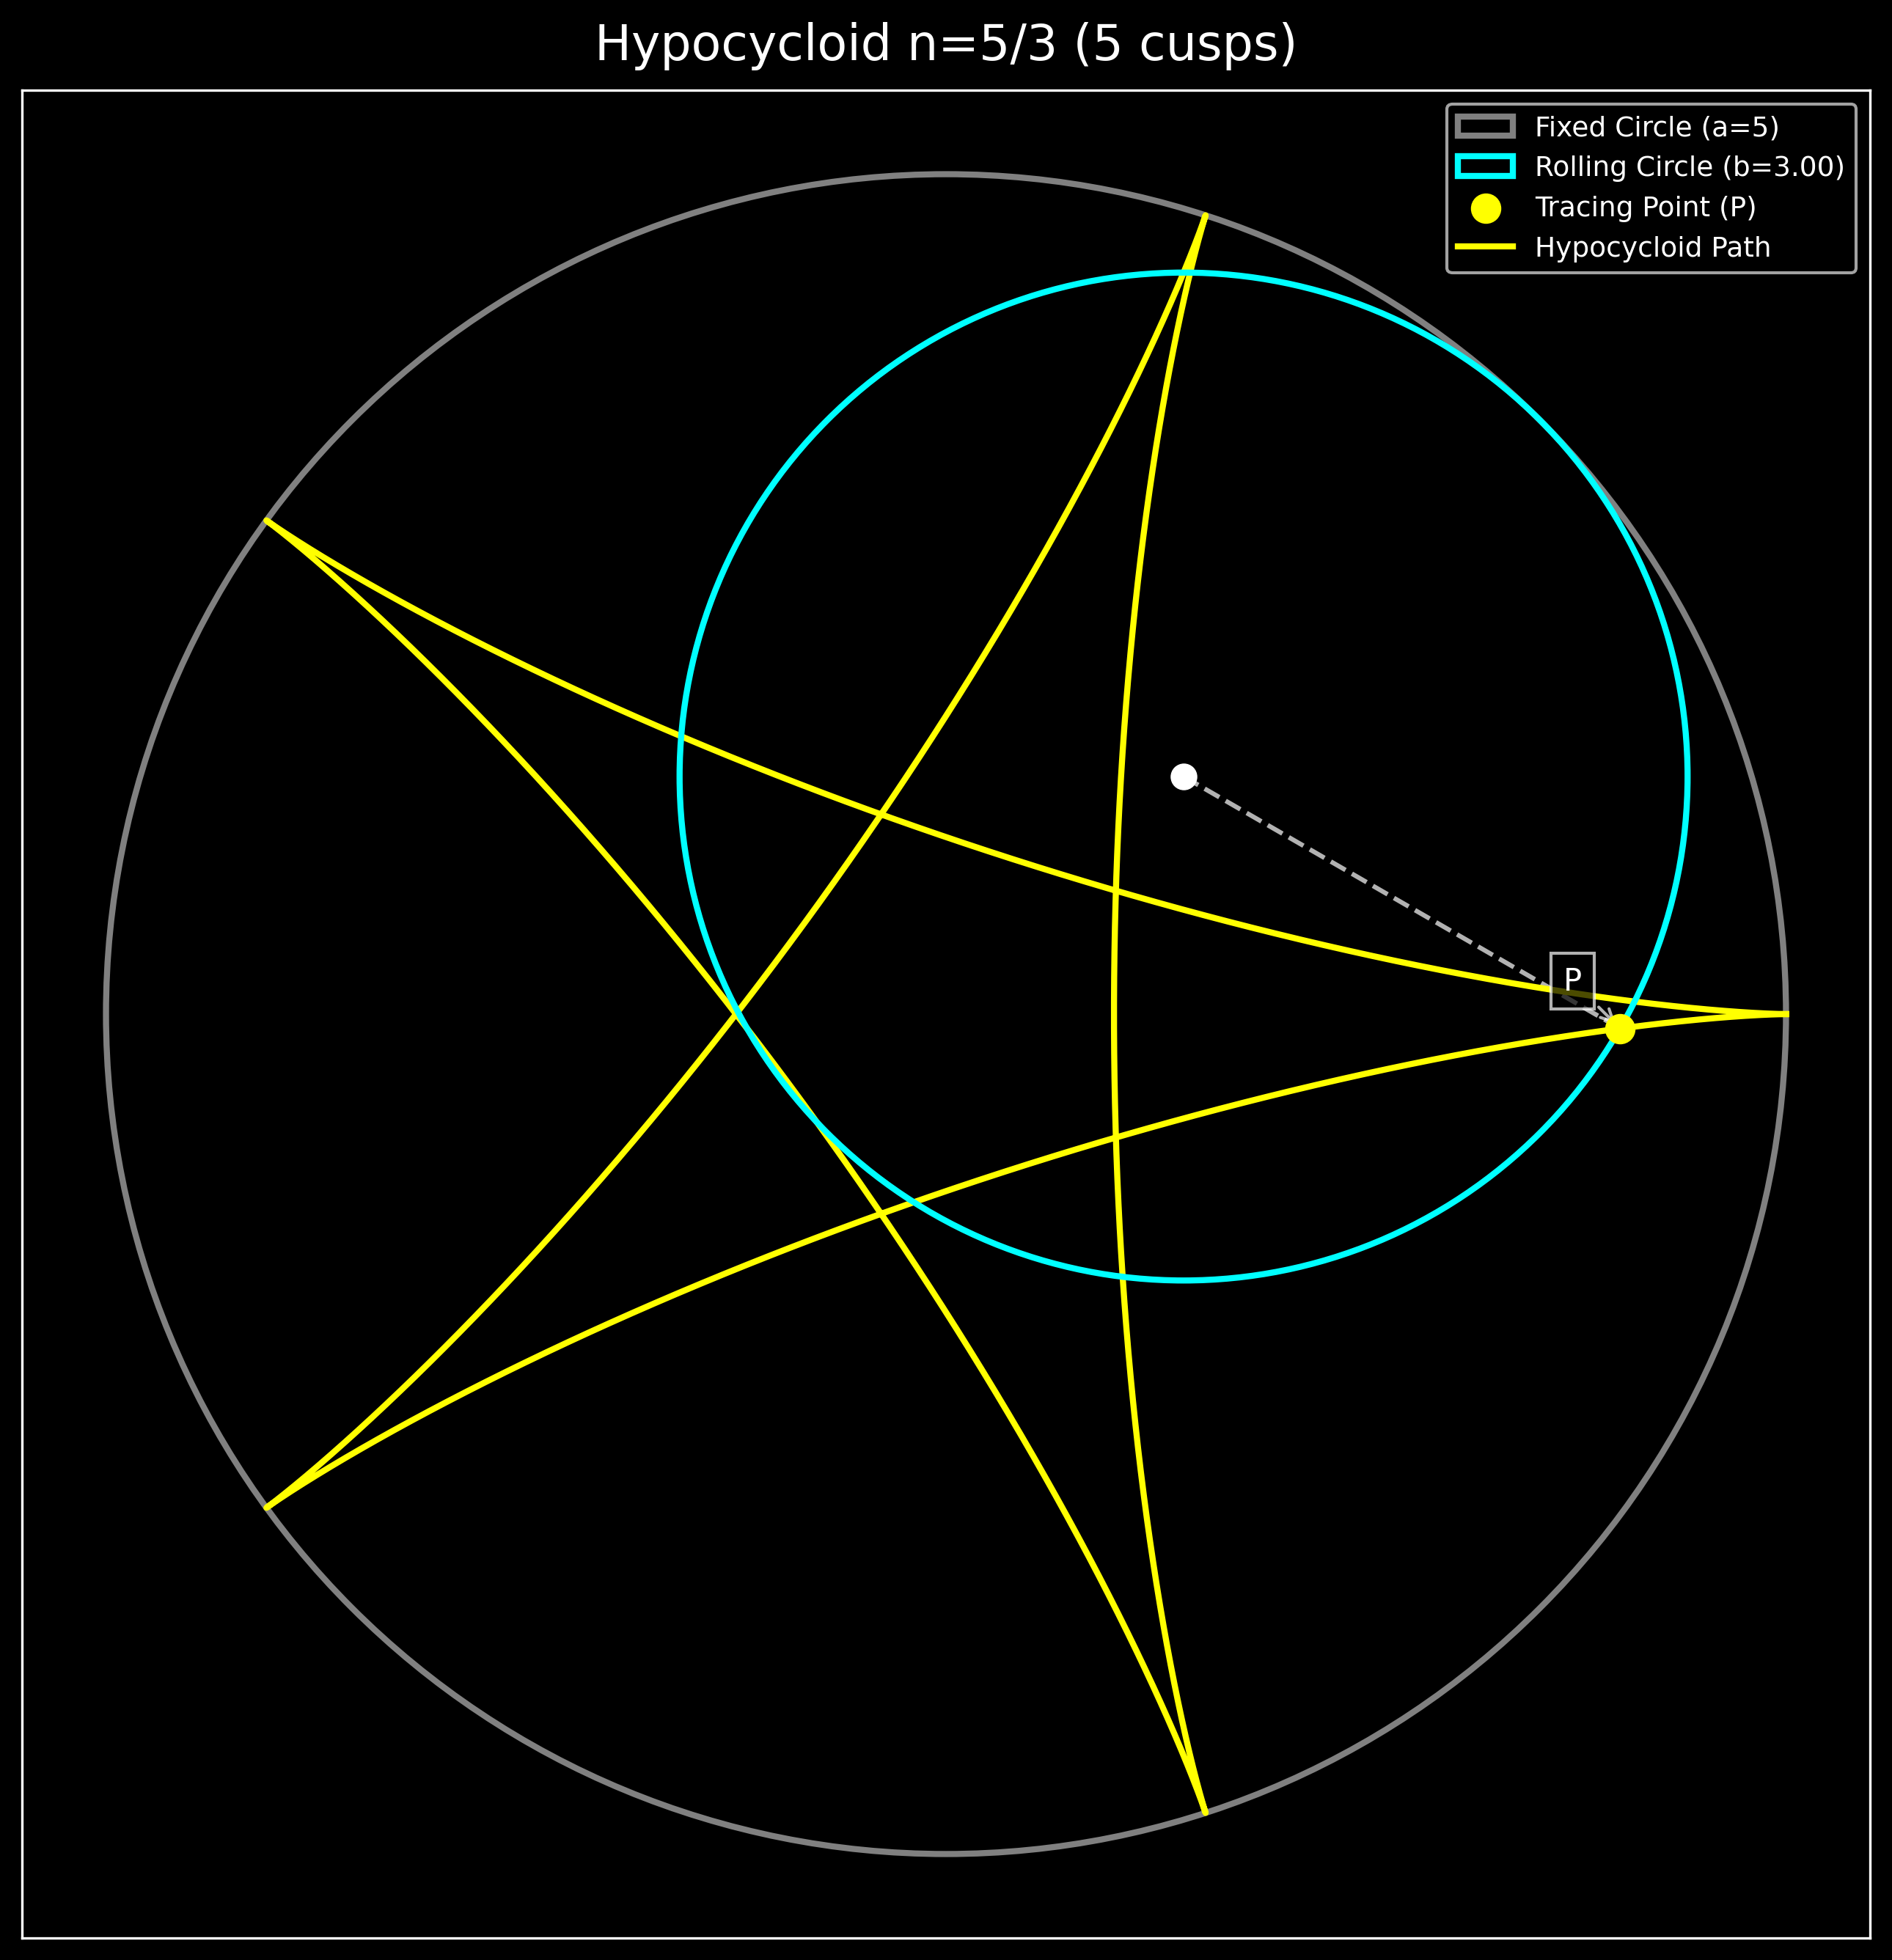 Hypocycloid n=5/3 (5 cusps)
Fixed Circle (a=5)
Rolling Circle (b=3.00)
Tracing Point (P)
Hypocycloid Path
P